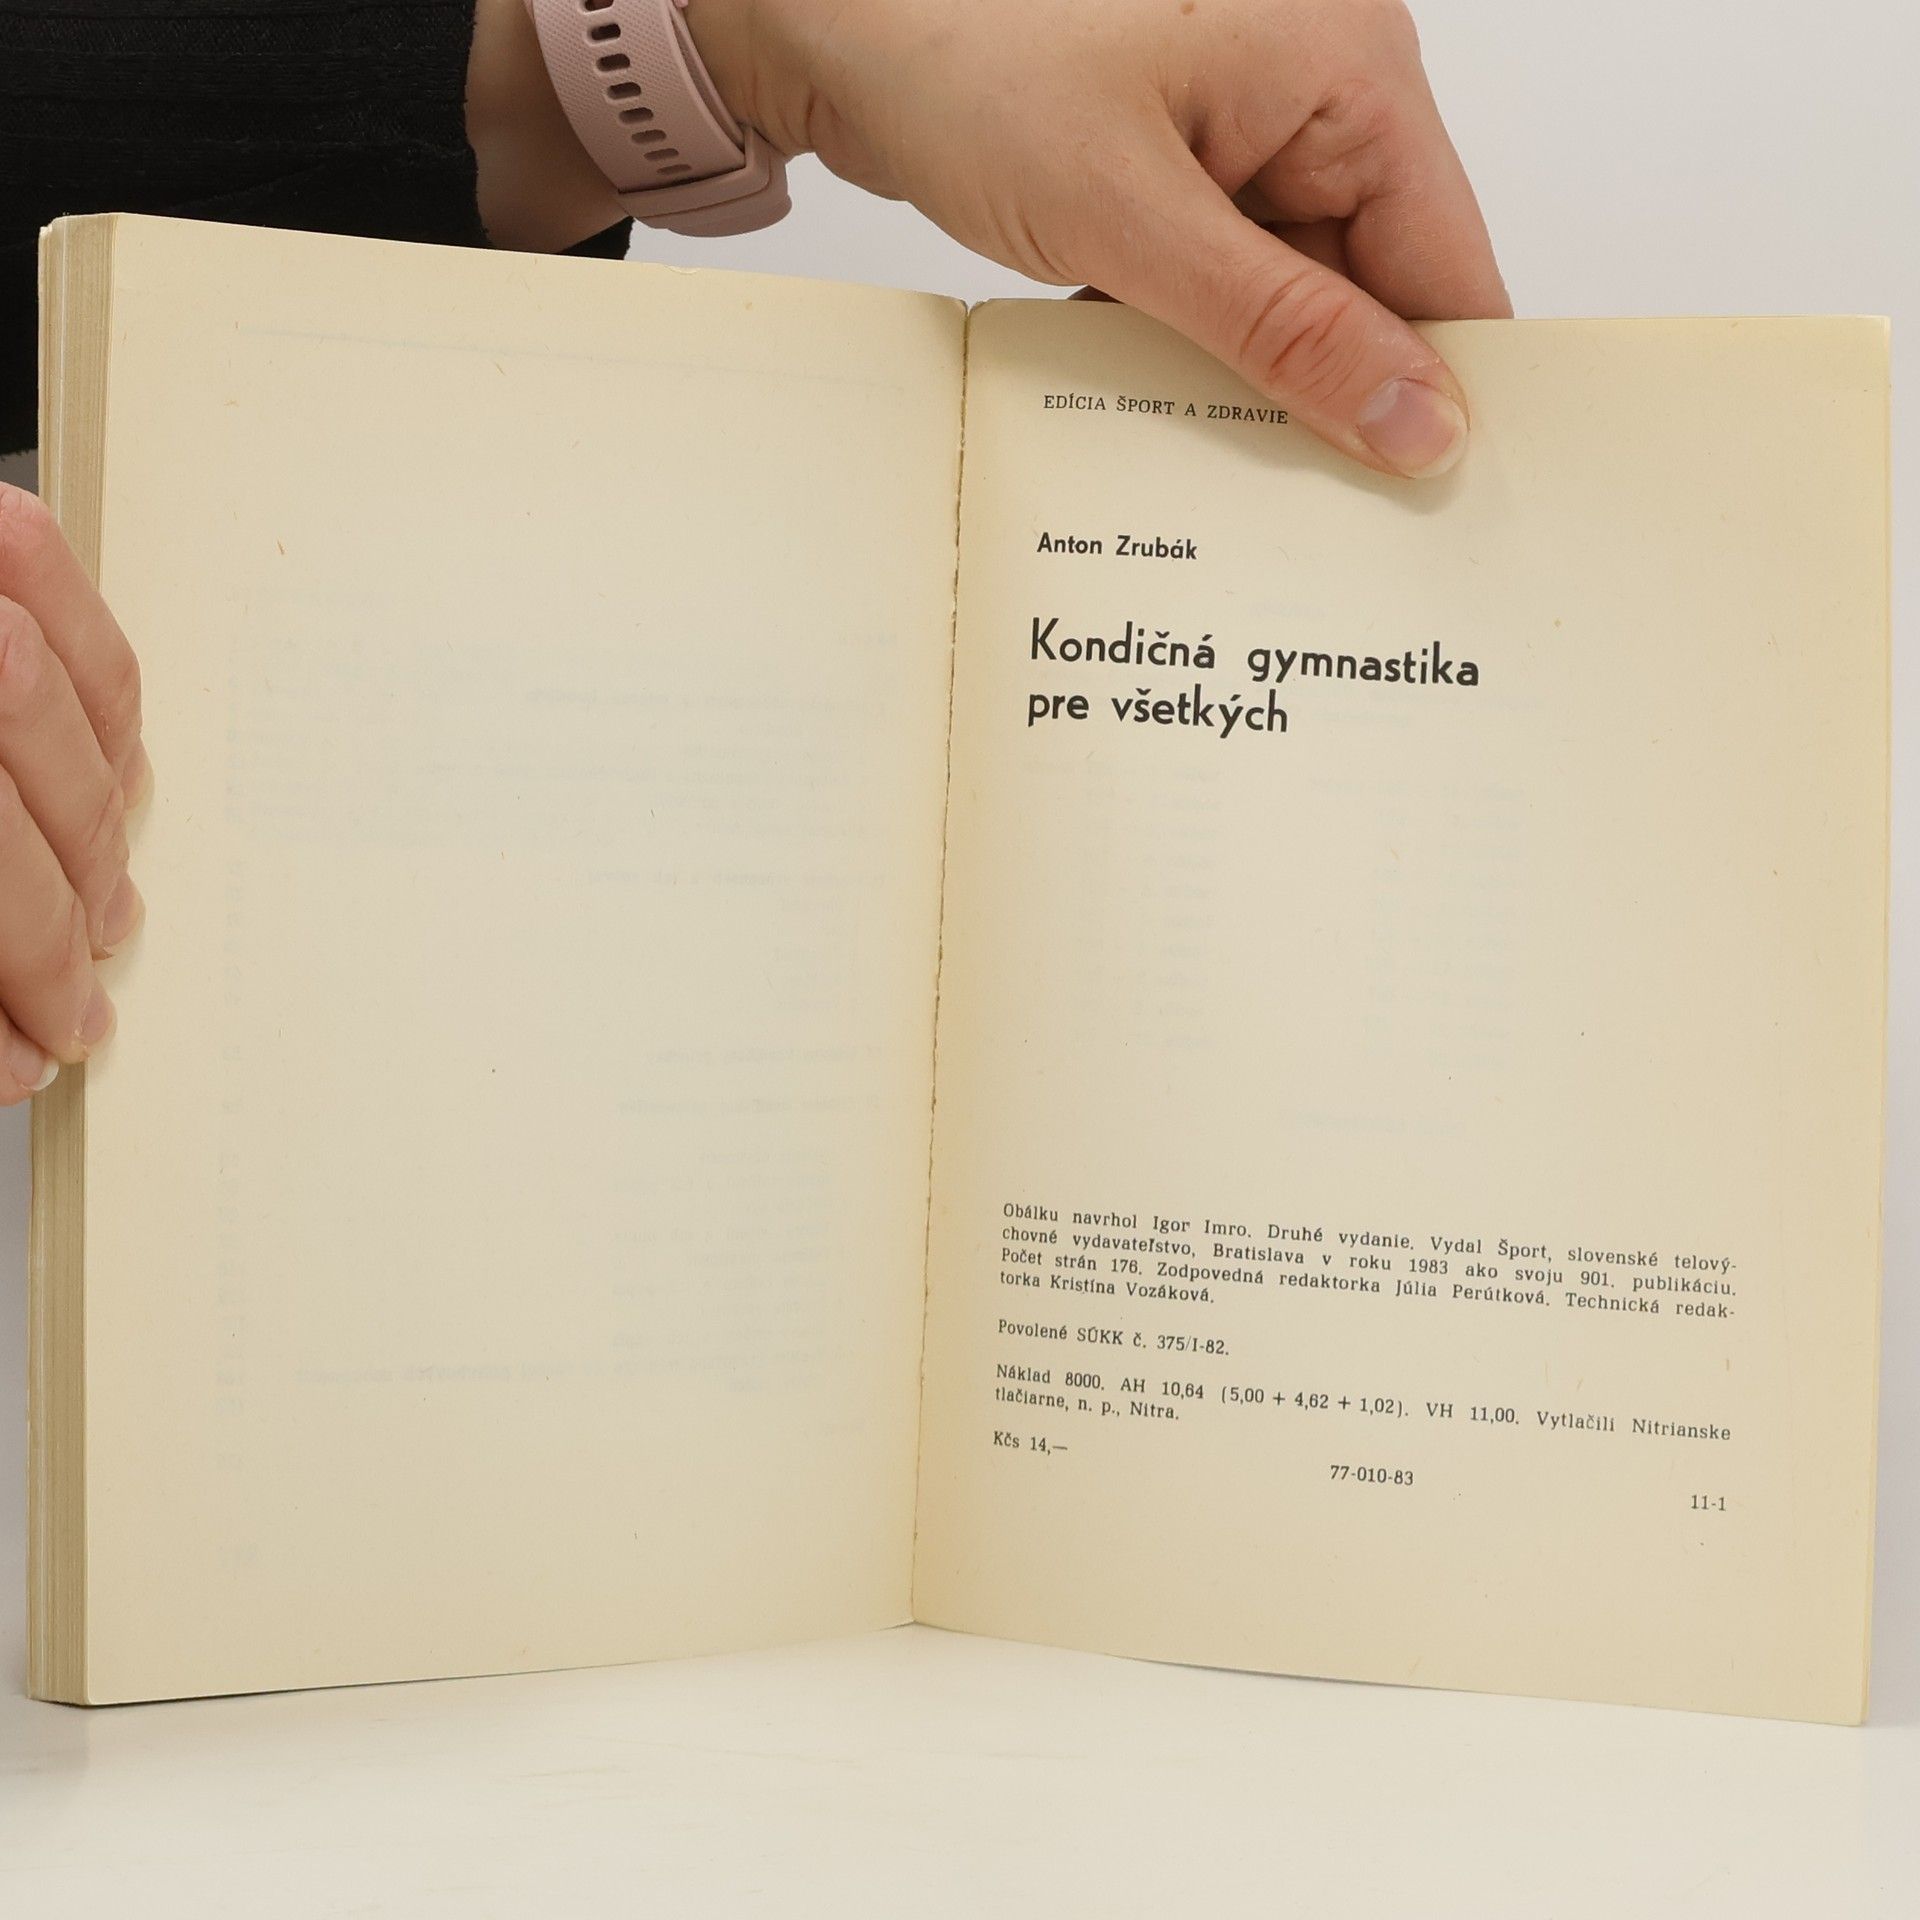 EDÍCIA ŠPORT A ZDRAVIE
Anton Zrubák
Kondičná gymnastika
pre všetkých
Obálku navrhol Igor Imro. Druhé vydanie. Vydal Šport, slovenské telový-
chovné vydavateľstvo, Bratislava v roku 1983 ako svoju 901. publikáciu.
Počet strán 176. Zodpovedná redaktorka Júlia Perútková. Technická redak-
torka Kristína Vozáková.
Povolené SÚKK č. 375/I-82.
Náklad 8000. AH 10,64 (5,00 + 4,62 + 1,02). VH 11,00. Vytlačili Nitrianske
tlačiarne, n. p., Nitra.
Kčs 14,—
77-010-83
11-1